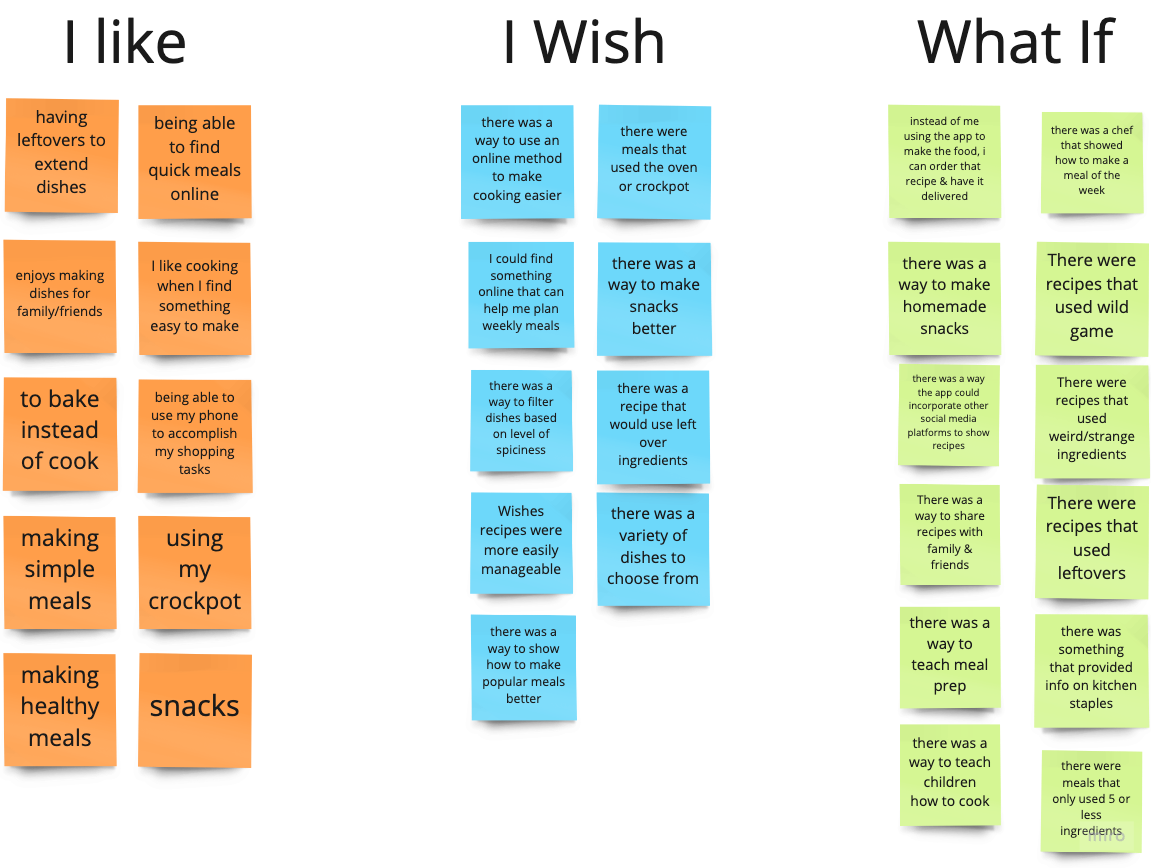 I like
having
leftovers to
extend
dishes
being able
to find
quick meals
online
enjoys making
dishes for
family/friends
I like cooking
when I find
something
easy to make
to bake
instead
of cook
being able to
use my phone
to accomplish
my shopping
tasks
making
simple
meals
using
my
crockpot
making
healthy
meals
snacks
I Wish
there was a
way to use an
online method
to make
cooking easier
there were
meals that
used the oven
or crockpot
I could find
something
online that can
help me plan
weekly meals
there was a
way to make
snacks
better
there was a
way to filter
dishes based
on level of
spiciness
there was a
recipe that
would use left
over
ingredients
Wishes
recipes were
more easily
manageable
there was a
variety of
dishes to
choose from
there was a
way to show
how to make
popular meals
better
What If
instead of me
using the app to
make the food, i
can order that
recipe & have it
delivered
there was a chef
that showed
how to make a
meal of the
week
there was a
way to make
homemade
snacks
There were
recipes that
used wild
game
there was a way
the app could
incorporate other
social media
platforms to show
recipes
There were
recipes that
used
weird/strange
ingredients
There was a
way to share
recipes with
family &
friends
There were
recipes that
used
leftovers
there was a
way to
teach meal
prep
there was
something
that provided
info on kitchen
staples
there was a
way to teach
children
how to cook
there were
meals that
only used 5 or
less
ingredients
miro